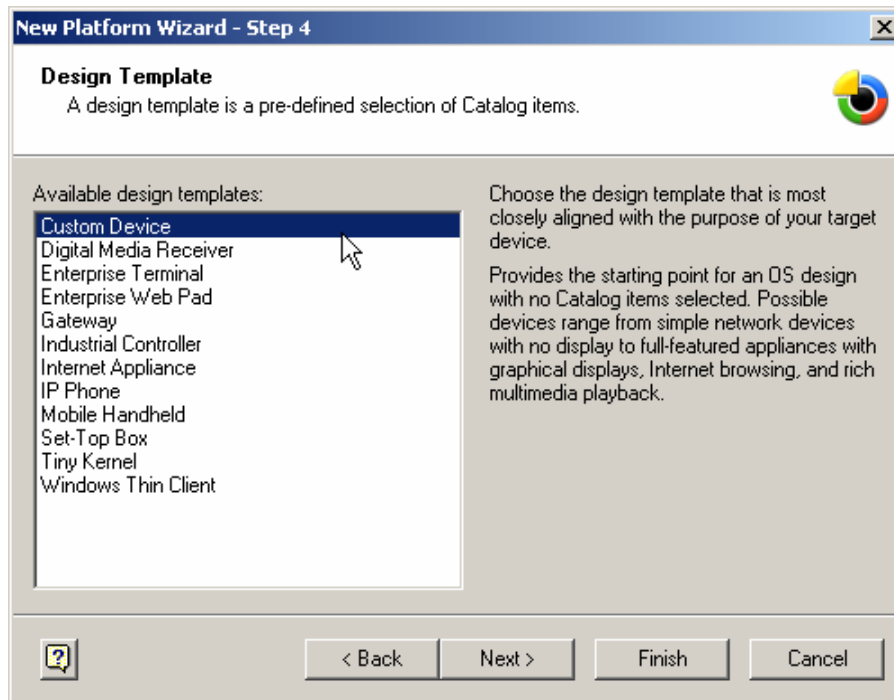 New Platform Wizard - Step 4
Design Template
A design template is a pre-defined selection of Catalog items.
Available design templates:
Custom Device
Digital Media Receiver
Enterprise Terminal
Enterprise Web Pad
Gateway
Industrial Controller
Internet Appliance
IP Phone
Mobile Handheld
Set-Top Box
Tiny Kernel
Windows Thin Client
Choose the design template that is most
closely aligned with the purpose of your target
device.
Provides the starting point for an OS design
with no Catalog items selected. Possible
devices range from simple network devices
with no display to full-featured appliances with
graphical displays, Internet browsing, and rich
multimedia playback.
?
< Back
Next >
Finish
Cancel